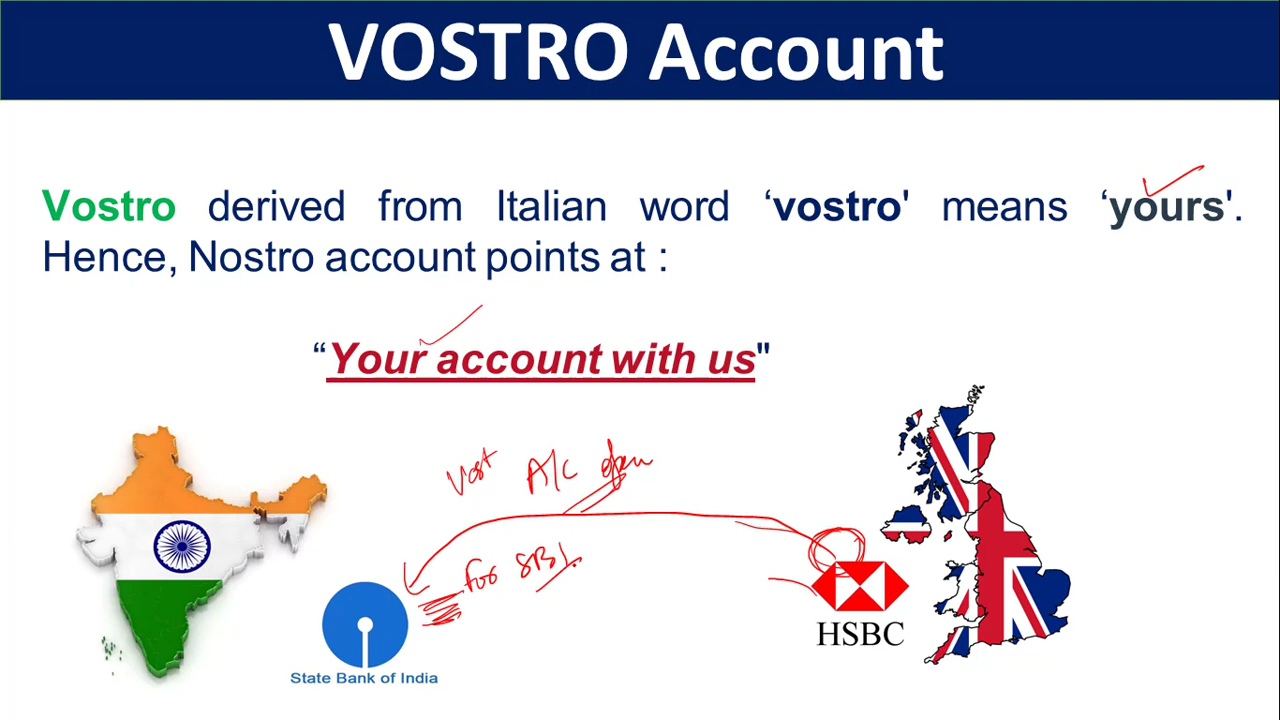 VOSTRO Account
Vostro derived from Italian word ‘vostro' means ‘yours'.
Hence, Nostro account points at :
“Your account with us"
Vost A/C open
for SBI.
HSBC
State Bank of India